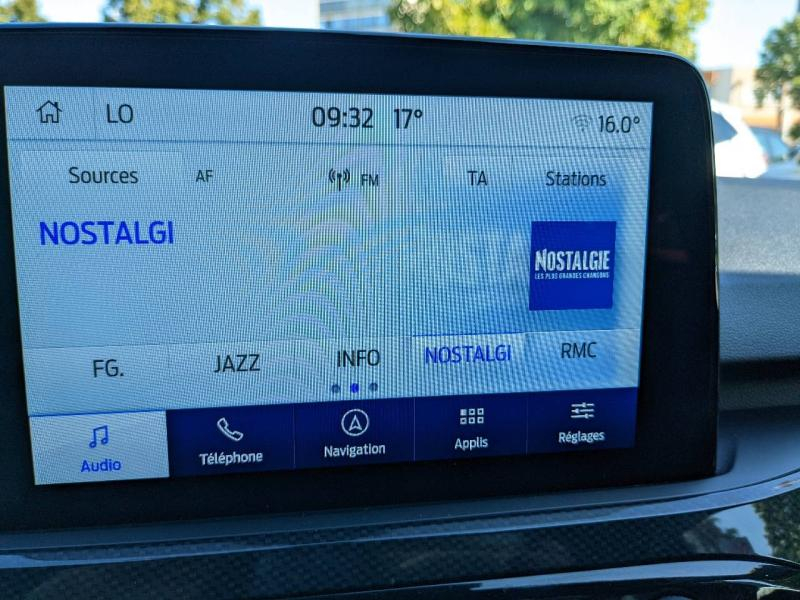 LO 09:32 17° 16.0°
Sources AF FM TA Stations
NOSTALGI
NOSTALGIE
LES PLUS GRANDES CHANSONS
FG. JAZZ INFO NOSTALGI RMC
Audio Téléphone Navigation Applis Réglages